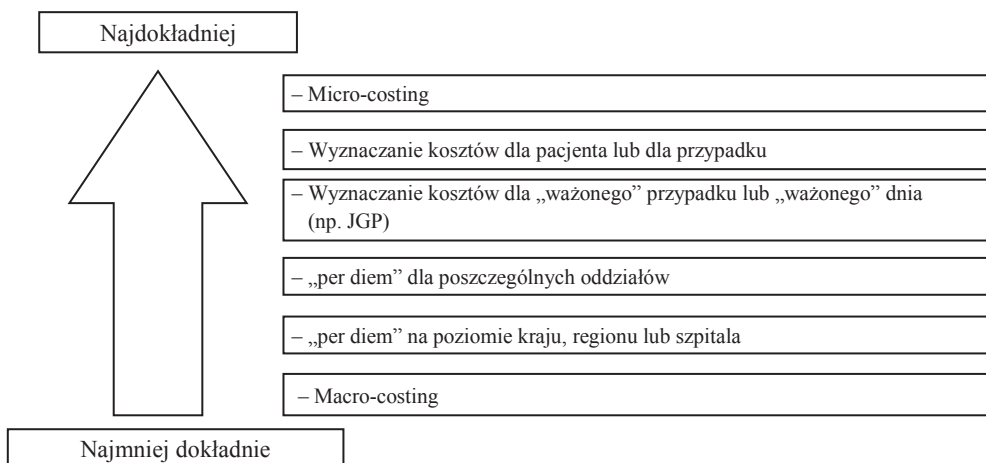 Najdokładniej
– Micro-costing
– Wyznaczanie kosztów dla pacjenta lub dla przypadku
– Wyznaczanie kosztów dla „ważonego” przypadku lub „ważonego” dnia
(np. JGP)
– „per diem” dla poszczególnych oddziałów
– „per diem” na poziomie kraju, regionu lub szpitala
– Macro-costing
Najmniej dokładnie